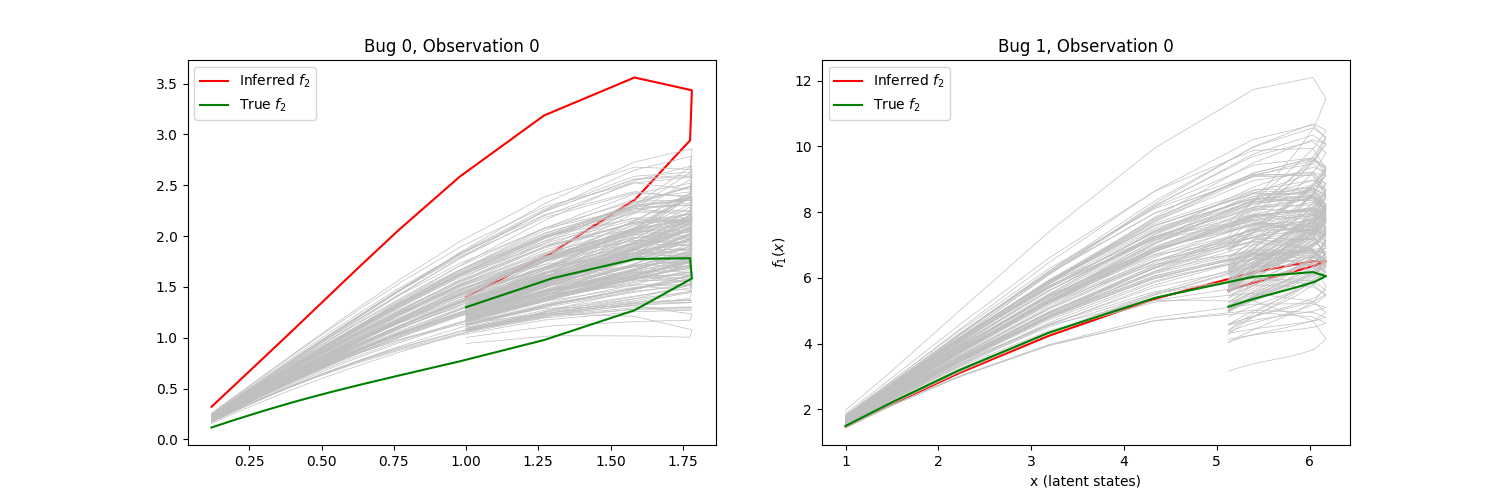 Bug 0, Observation 0
Inferred f₂
True f₂
3.5
3.0
2.5
2.0
1.5
1.0
0.5
0.0
0.25 0.50 0.75 1.00 1.25 1.50 1.75
Bug 1, Observation 0
Inferred f₂
True f₂
12
10
8
6
4
2
f₁(x)
1 2 3 4 5 6
x (latent states)